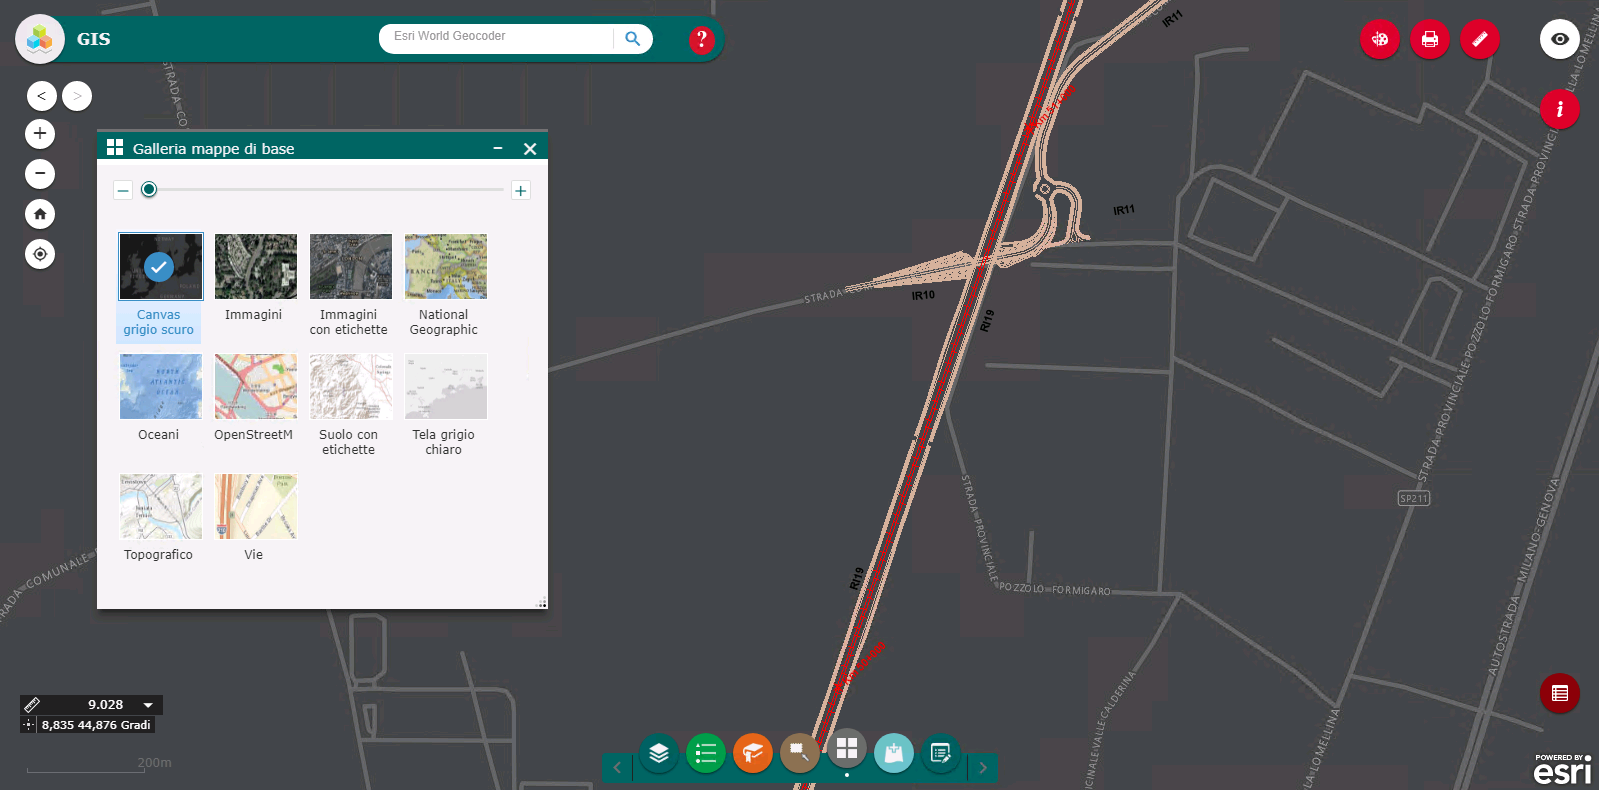 GIS
Esri World Geocoder
?
<
>
Galleria mappe di base
Canvas
grigio scuro
Immagini
Immagini
con etichette
National
Geographic
Oceani
OpenStreetM
Suolo con
etichette
Tela grigio
chiaro
Topografico
Vie
IR11
IR11
IR10
RI19
RI19
STRADA
STRADA PROVINCIALE
POZZOLO FORMIGARO
STRADA PROVINCIALE POZZOLO FORMIGARO
STRADA PROVINCIALE
SP211
AUTOSTRADA MILANO-GENOVA
LA LOMELLINA
VALLE CALDERINA
STRADA COMUNALE
9.028
8,835 44,876 Gradi
200m
POWERED BY
esri